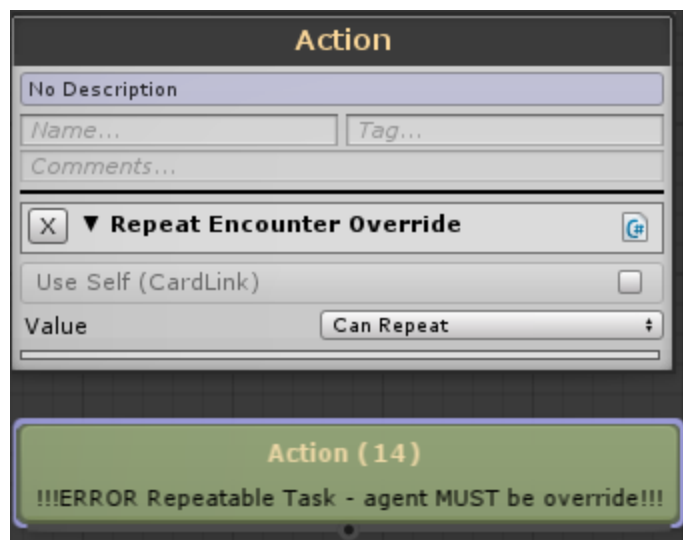 Action
No Description
Name... Tag...
Comments...
X ▼ Repeat Encounter Override C#
Use Self (CardLink)
Value Can Repeat
Action (14)
!!!ERROR Repeatable Task - agent MUST be override!!!